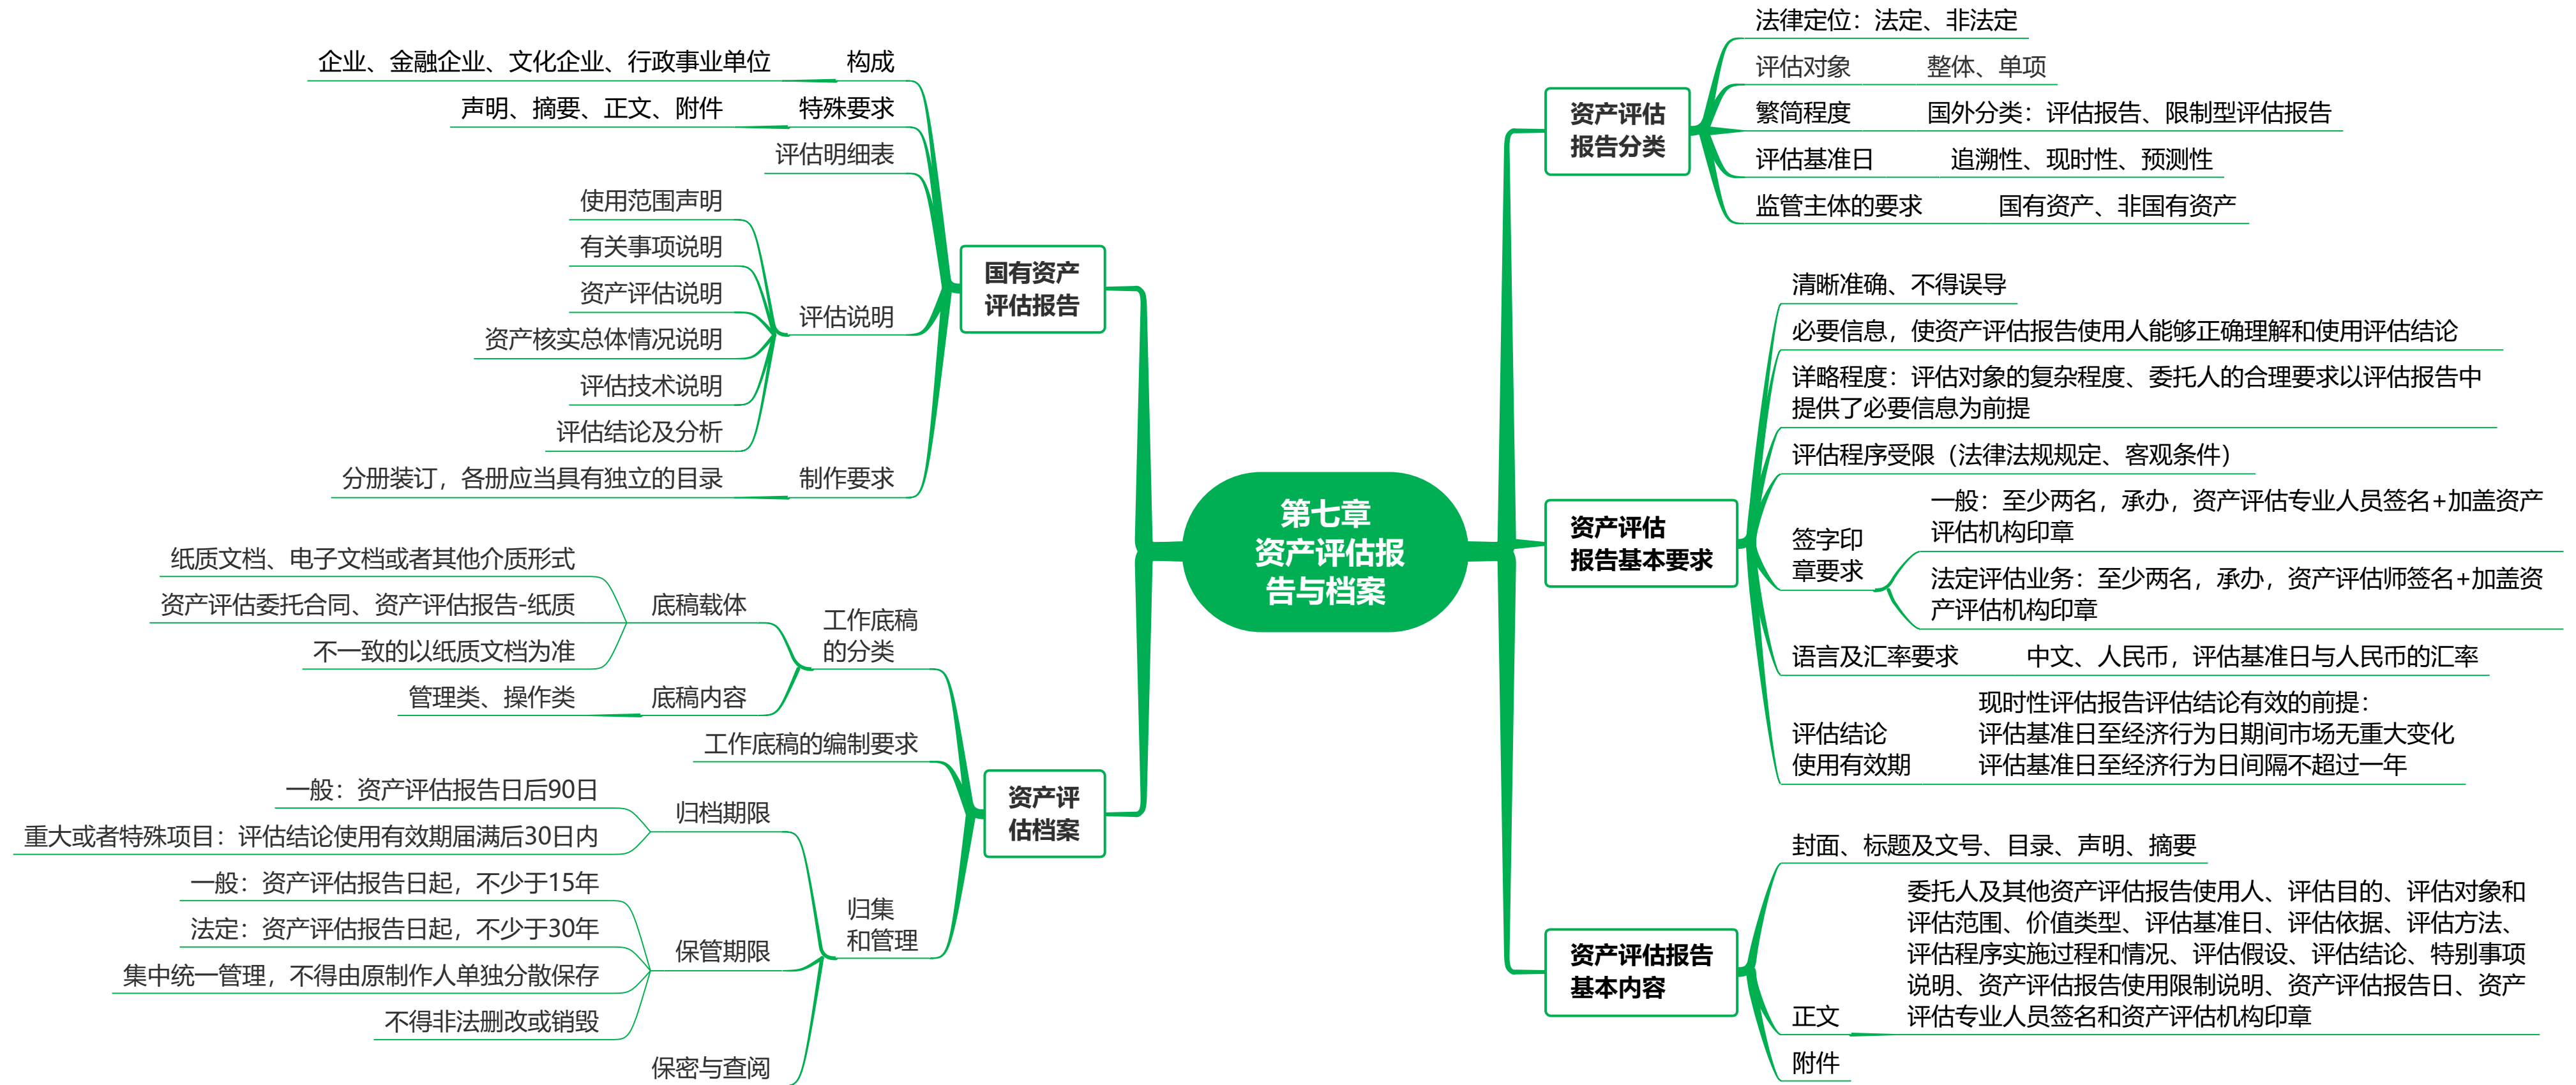 第七章
资产评估报
告与档案
资产评估
报告分类
法律定位：法定、非法定
评估对象 整体、单项
繁简程度 国外分类：评估报告、限制型评估报告
评估基准日 追溯性、现时性、预测性
监管主体的要求 国有资产、非国有资产
资产评估
报告基本要求
清晰准确、不得误导
必要信息，使资产评估报告使用人能够正确理解和使用评估结论
详略程度：评估对象的复杂程度、委托人的合理要求以评估报告中
提供了必要信息为前提
评估程序受限（法律法规规定、客观条件）
签字印
章要求
一般：至少两名，承办，资产评估专业人员签名+加盖资产
评估机构印章
法定评估业务：至少两名，承办，资产评估师签名+加盖资
产评估机构印章
语言及汇率要求 中文、人民币，评估基准日与人民币的汇率
评估结论
使用有效期
现时性评估报告评估结论有效的前提：
评估基准日至经济行为日期间市场无重大变化
评估基准日至经济行为日间隔不超过一年
资产评估报告
基本内容
封面、标题及文号、目录、声明、摘要
正文
委托人及其他资产评估报告使用人、评估目的、评估对象和
评估范围、价值类型、评估基准日、评估依据、评估方法、
评估程序实施过程和情况、评估假设、评估结论、特别事项
说明、资产评估报告使用限制说明、资产评估报告日、资产
评估专业人员签名和资产评估机构印章
附件
国有资产
评估报告
企业、金融企业、文化企业、行政事业单位 构成
声明、摘要、正文、附件 特殊要求
评估明细表
评估说明
使用范围声明
有关事项说明
资产评估说明
资产核实总体情况说明
评估技术说明
评估结论及分析
分册装订，各册应当具有独立的目录 制作要求
资产评
估档案
工作底稿
的分类
底稿载体
纸质文档、电子文档或者其他介质形式
资产评估委托合同、资产评估报告-纸质
不一致的以纸质文档为准
管理类、操作类 底稿内容
工作底稿的编制要求
归集
和管理
归档期限
一般：资产评估报告日后90日
重大或者特殊项目：评估结论使用有效期届满后30日内
保管期限
一般：资产评估报告日起，不少于15年
法定：资产评估报告日起，不少于30年
集中统一管理，不得由原制作人单独分散保存
不得非法删改或销毁
保密与查阅